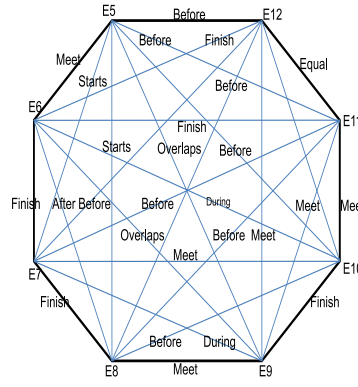 Before
E5 E12
Before Finish
Meet Equal
Starts Before
E6 E11
Finish
Starts Overlaps Before
Finish After Before Before During Meet Mee
Overlaps Before Meet
Meet
E7 E10
Finish Finish
Before During
E8 Meet E9